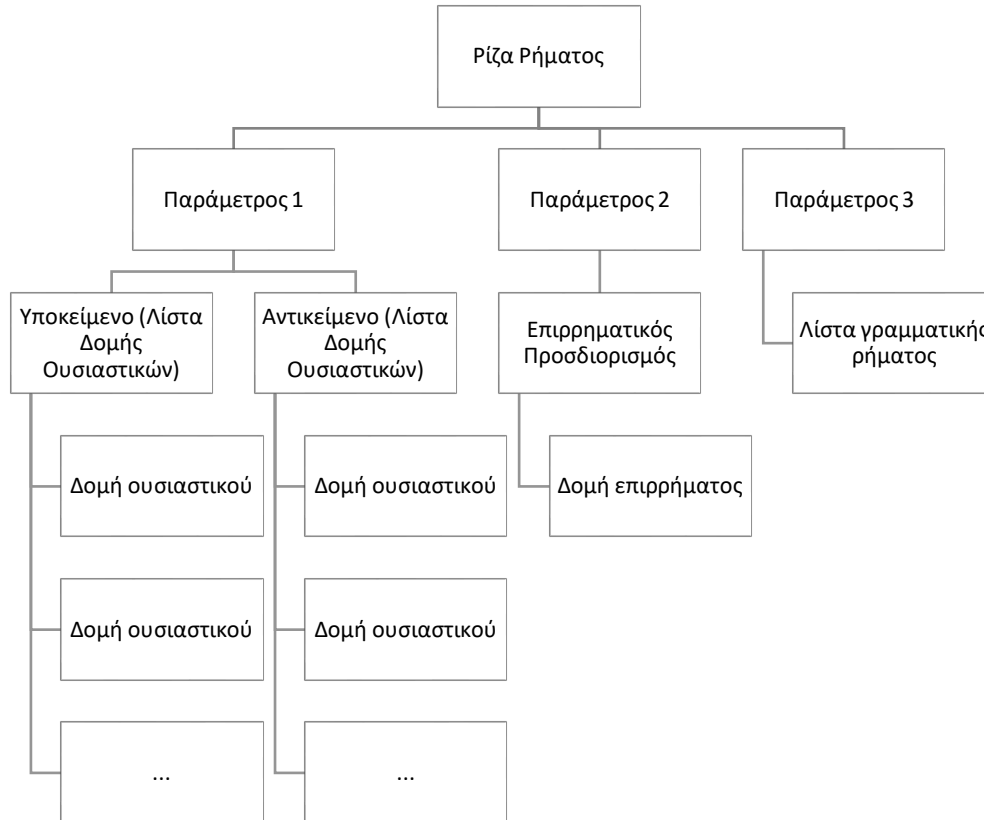 Ρίζα Ρήματος
Παράμετρος 1
Παράμετρος 2
Παράμετρος 3
Υποκείμενο (Λίστα
Δομής
Ουσιαστικών)
Αντικείμενο (Λίστα
Δομής
Ουσιαστικών)
Επιρρηματικός
Προσδιορισμός
Λίστα γραμματικής
ρήματος
Δομή ουσιαστικού
Δομή ουσιαστικού
Δομή επιρρήματος
Δομή ουσιαστικού
Δομή ουσιαστικού
...
...